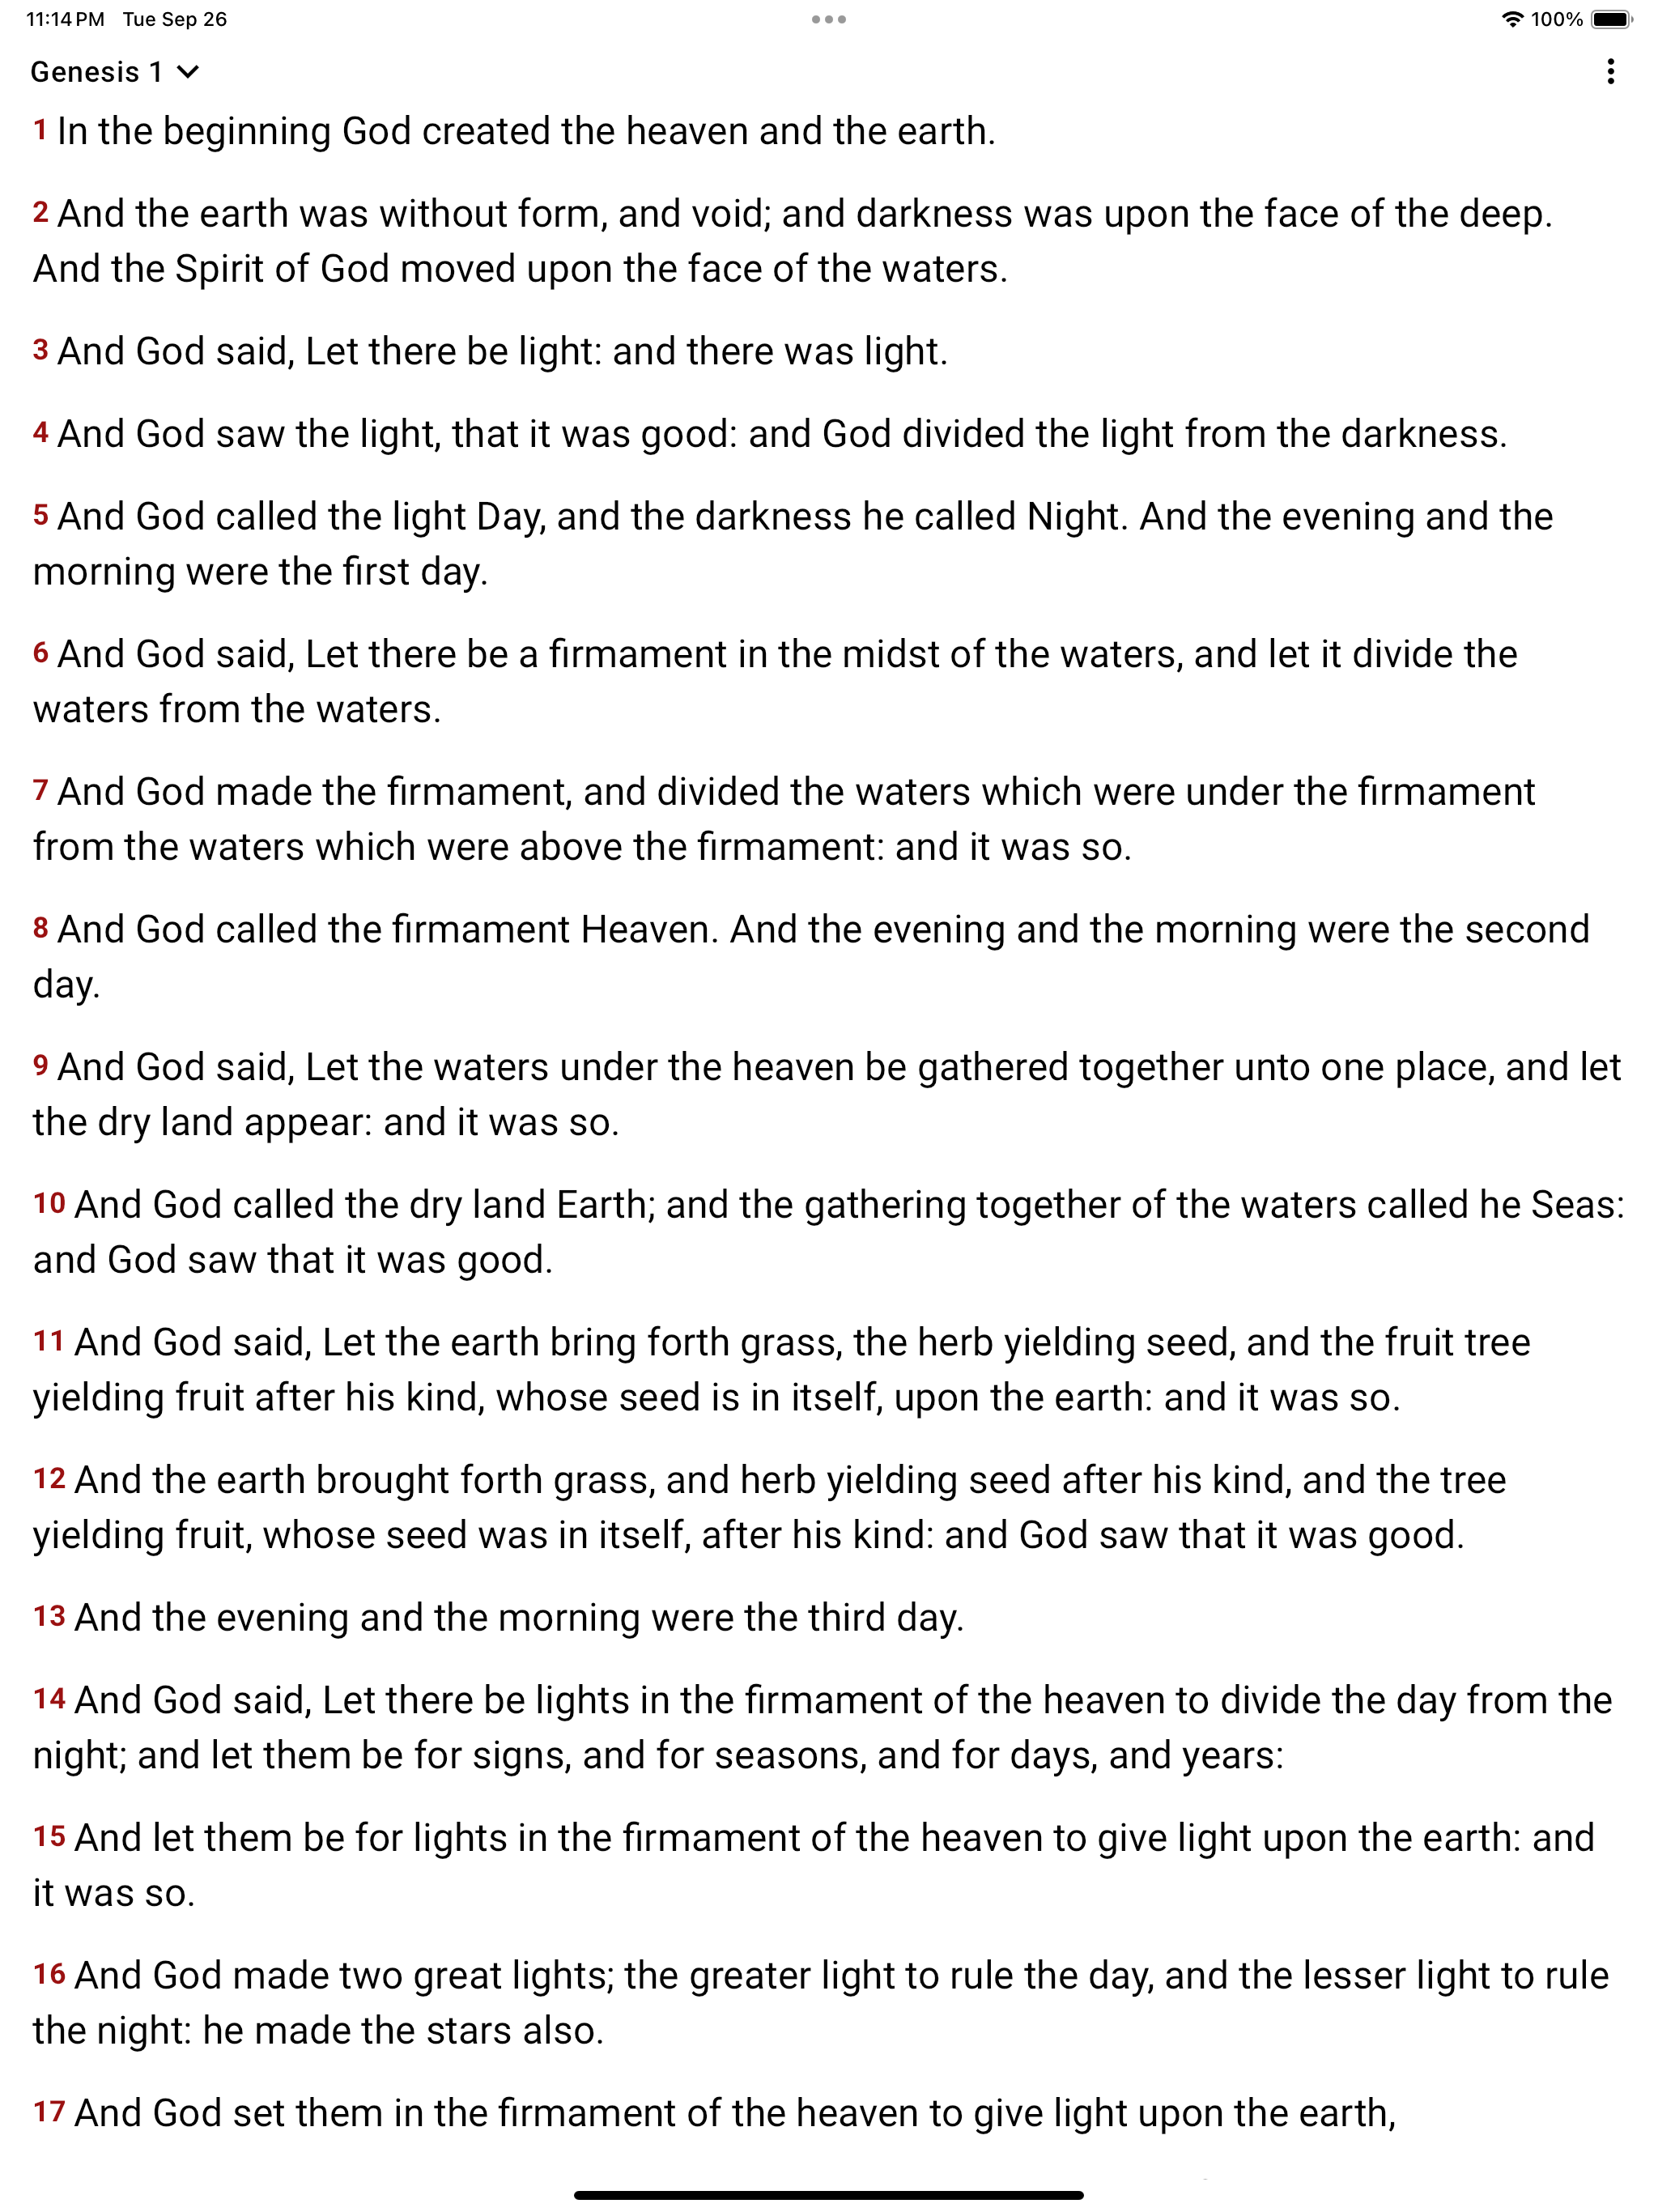 11:14 PM Tue Sep 26
100%
Genesis 1
1 In the beginning God created the heaven and the earth.
2 And the earth was without form, and void; and darkness was upon the face of the deep.
And the Spirit of God moved upon the face of the waters.
3 And God said, Let there be light: and there was light.
4 And God saw the light, that it was good: and God divided the light from the darkness.
5 And God called the light Day, and the darkness he called Night. And the evening and the
morning were the first day.
6 And God said, Let there be a firmament in the midst of the waters, and let it divide the
waters from the waters.
7 And God made the firmament, and divided the waters which were under the firmament
from the waters which were above the firmament: and it was so.
8 And God called the firmament Heaven. And the evening and the morning were the second
day.
9 And God said, Let the waters under the heaven be gathered together unto one place, and let
the dry land appear: and it was so.
10 And God called the dry land Earth; and the gathering together of the waters called he Seas:
and God saw that it was good.
11 And God said, Let the earth bring forth grass, the herb yielding seed, and the fruit tree
yielding fruit after his kind, whose seed is in itself, upon the earth: and it was so.
12 And the earth brought forth grass, and herb yielding seed after his kind, and the tree
yielding fruit, whose seed was in itself, after his kind: and God saw that it was good.
13 And the evening and the morning were the third day.
14 And God said, Let there be lights in the firmament of the heaven to divide the day from the
night; and let them be for signs, and for seasons, and for days, and years:
15 And let them be for lights in the firmament of the heaven to give light upon the earth: and
it was so.
16 And God made two great lights; the greater light to rule the day, and the lesser light to rule
the night: he made the stars also.
17 And God set them in the firmament of the heaven to give light upon the earth,